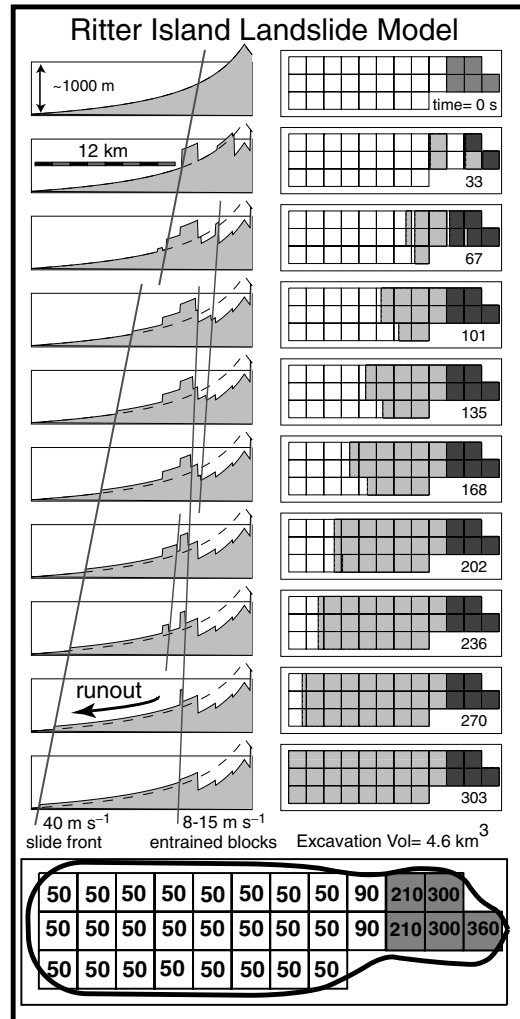 Ritter Island Landslide Model
~1000 m
time= 0 s
12 km
33
67
101
135
168
202
236
runout
270
303
40 m s⁻¹
slide front
8-15 m s⁻¹
entrained blocks
Excavation Vol= 4.6 km³
50 50 50 50 50 50 50 50 90 210 300
50 50 50 50 50 50 50 50 90 210 300 360
50 50 50 50 50 50 50 50